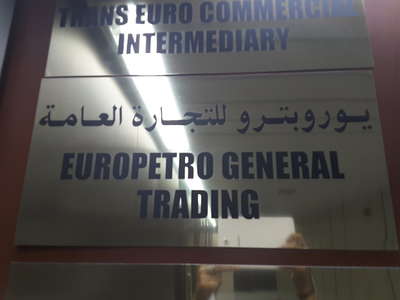 TRANS EURO COMMERCIAL
INTERMEDIARY
يوروبترو للتجارة العامة
EUROPETRO GENERAL
TRADING